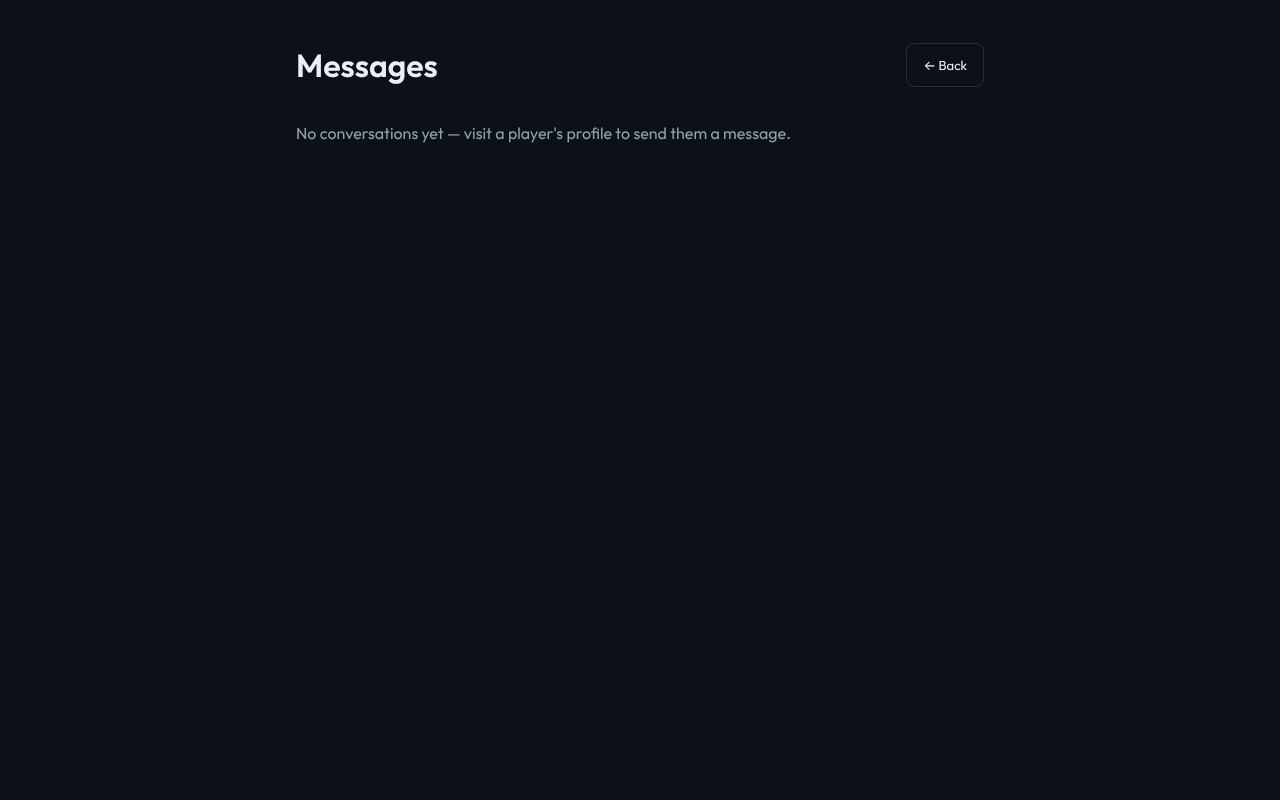 Messages
← Back
No conversations yet — visit a player's profile to send them a message.